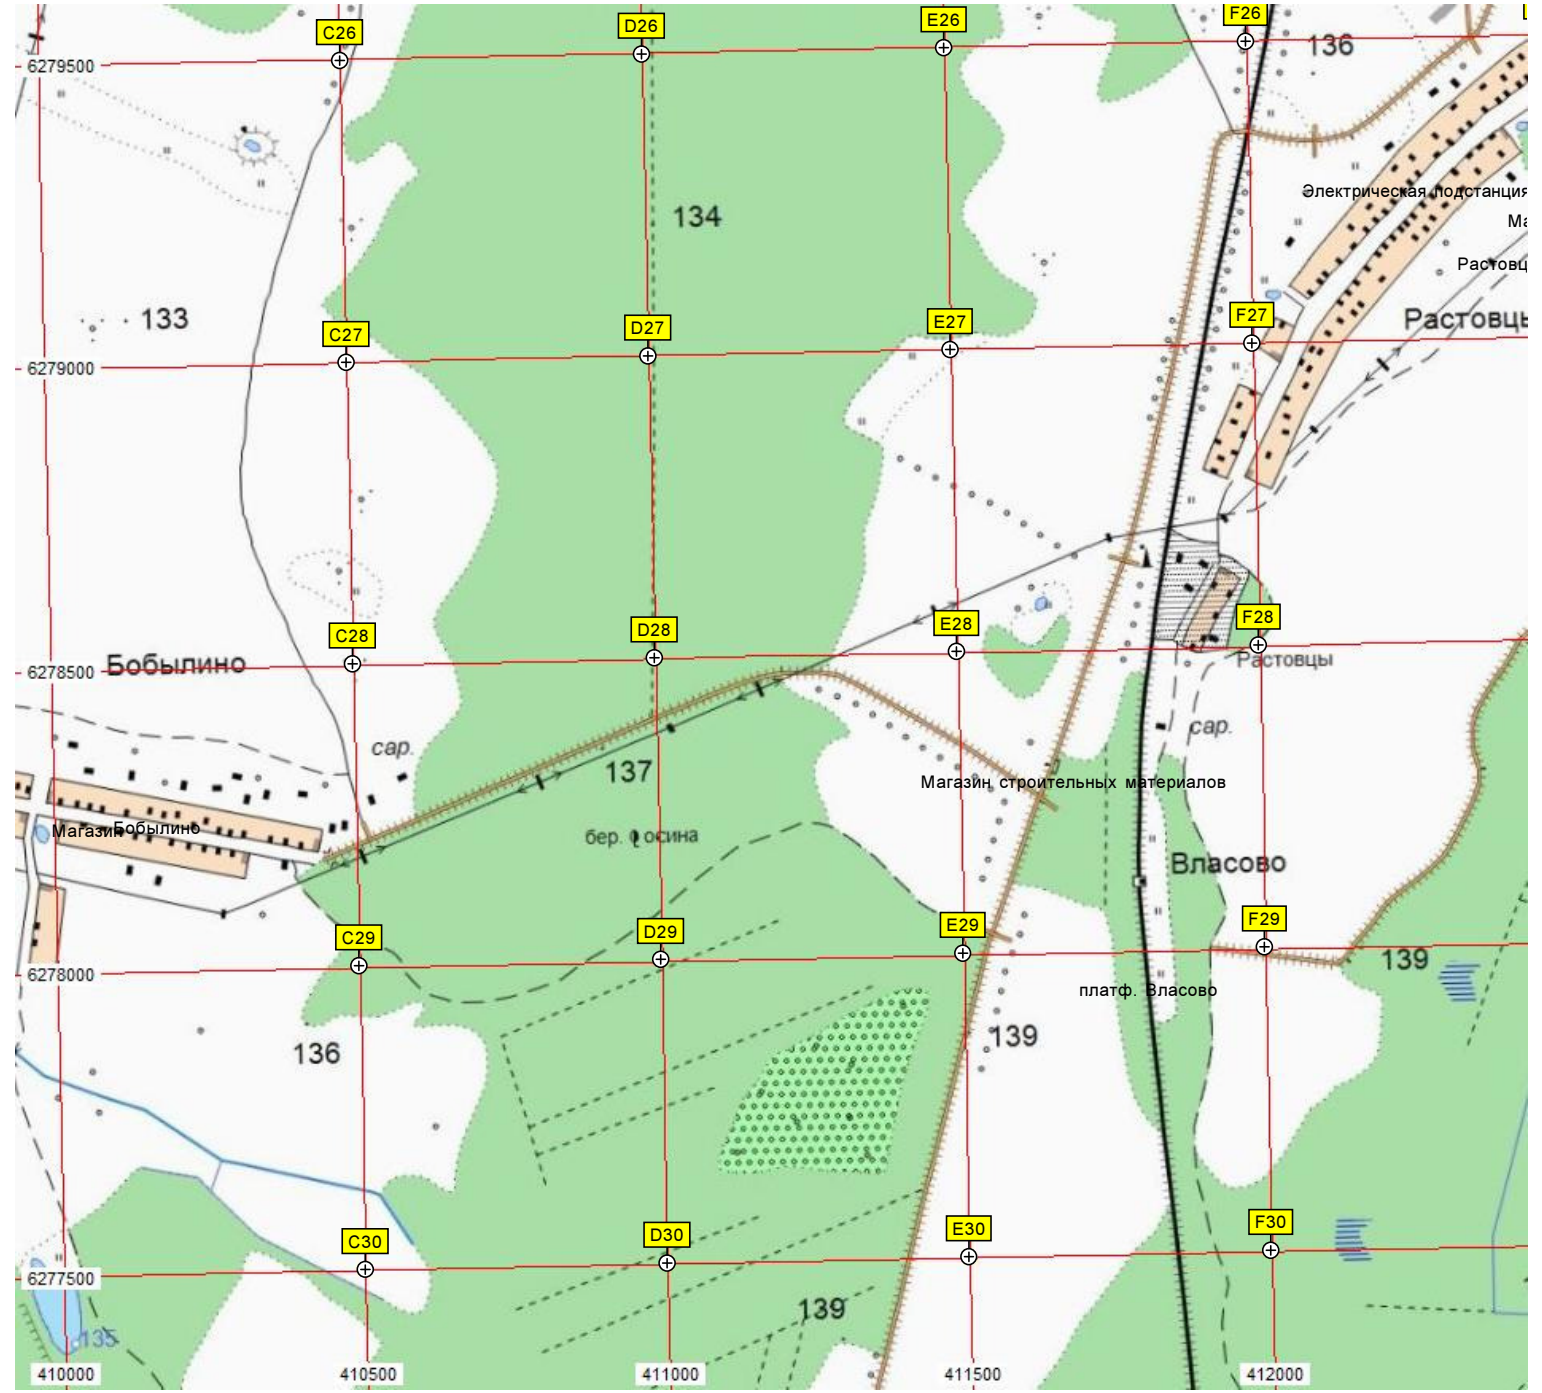 C26
D26
E26
F26
136
6279500
Электрическая подстанция
134
Растовц
133
Растовць
C27
D27
E27
F27
6279000
C28
D28
E28
F28
Бобылино
Растовцы
6278500
сар.
сар.
137
Магазин строительных материалов
Магазин
Бобылино
бер.
осина
Власово
C29
D29
E29
F29
6278000
139
платф. Власово
139
136
C30
D30
E30
F30
6277500
139
135
410000
410500
411000
411500
412000